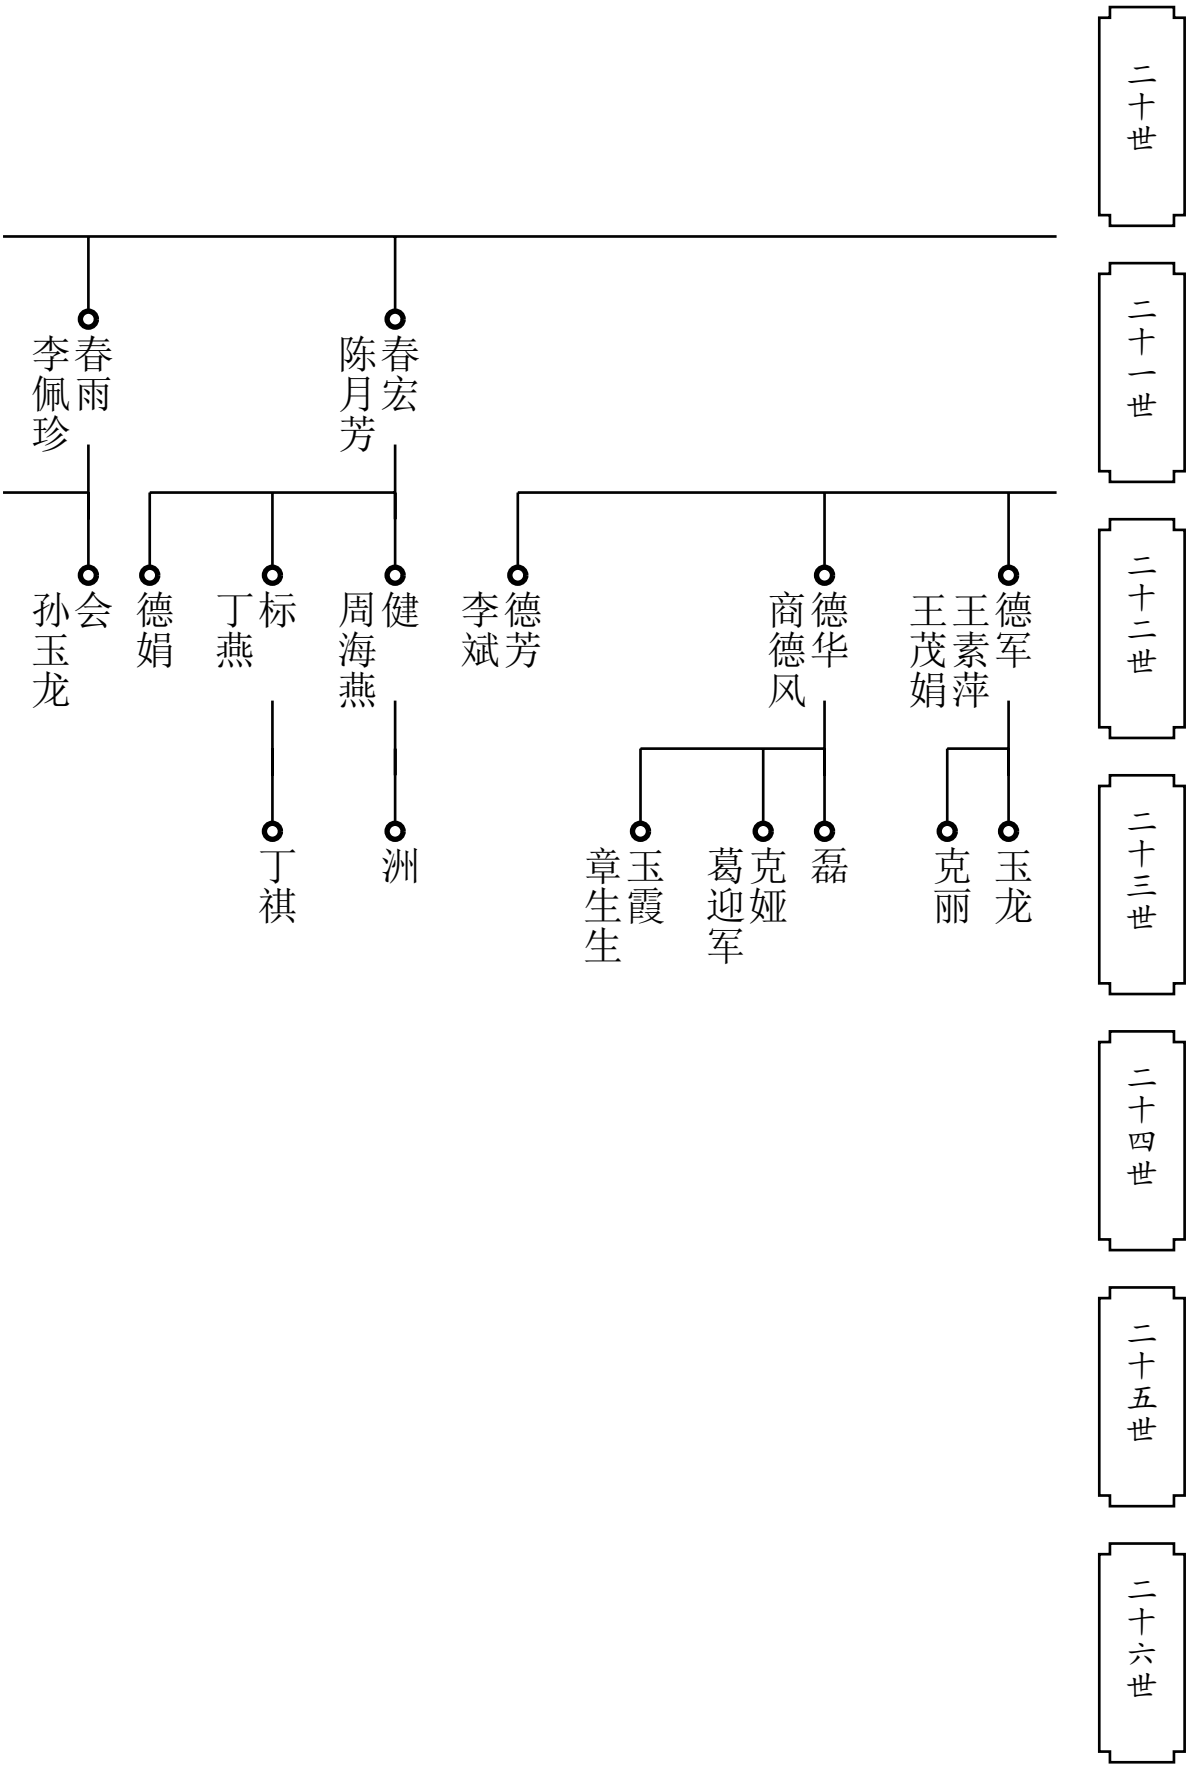 二十世
二十一世
春宏
陈月芳
春雨
李佩珍
二十二世
德军
王素萍
王茂娟
德华
商德风
德芳
李斌
健
周海燕
标
丁燕
德娟
会
孙玉龙
二十三世
玉龙
克丽
磊
克娅
葛迎军
玉霞
章生生
洲
丁祺
二十四世
二十五世
二十六世